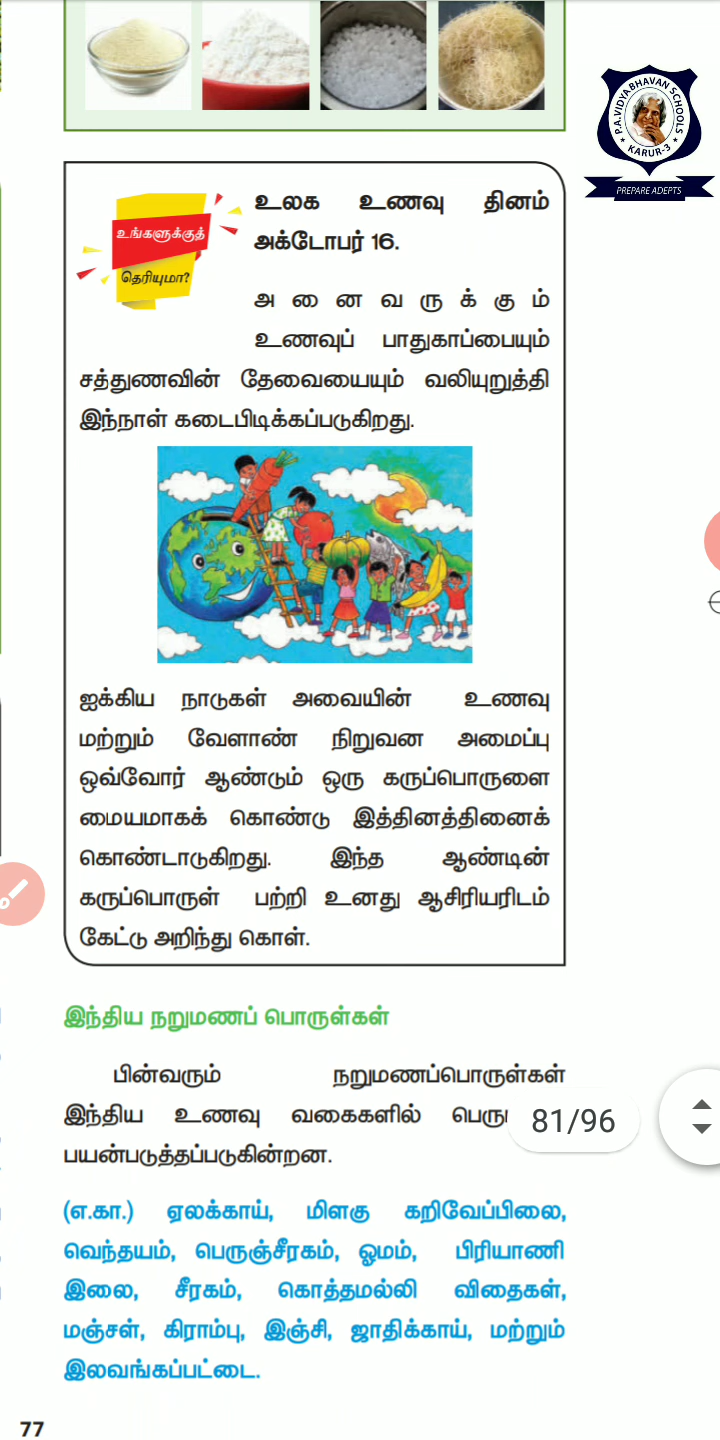 P.A.VIDYABHAVAN SCHOOLS
KARUR-3
PREPARE ADEPTS
உங்களுக்குத்
தெரியுமா?
உலக உணவு தினம்
அக்டோபர் 16.
அனைவருக்கும்
உணவுப் பாதுகாப்பையும்
சத்துணவின் தேவையையும் வலியுறுத்தி
இந்நாள் கடைபிடிக்கப்படுகிறது.
ஐக்கிய நாடுகள் அவையின் உணவு
மற்றும் வேளாண் நிறுவன அமைப்பு
ஒவ்வோர் ஆண்டும் ஒரு கருப்பொருளை
மையமாகக் கொண்டு இத்தினத்தினைக்
கொண்டாடுகிறது. இந்த ஆண்டின்
கருப்பொருள் பற்றி உனது ஆசிரியரிடம்
கேட்டு அறிந்து கொள்.
இந்திய நறுமணப் பொருள்கள்
பின்வரும் நறுமணப்பொருள்கள்
இந்திய உணவு வகைகளில்
81/96
பயன்படுத்தப்படுகின்றன.
(எ.கா.) ஏலக்காய், மிளகு கறிவேப்பிலை,
வெந்தயம், பெருஞ்சீரகம், ஓமம், பிரியாணி
இலை, சீரகம், கொத்தமல்லி விதைகள்,
மஞ்சள், கிராம்பு, இஞ்சி, ஜாதிக்காய், மற்றும்
இலவங்கப்பட்டை.
77